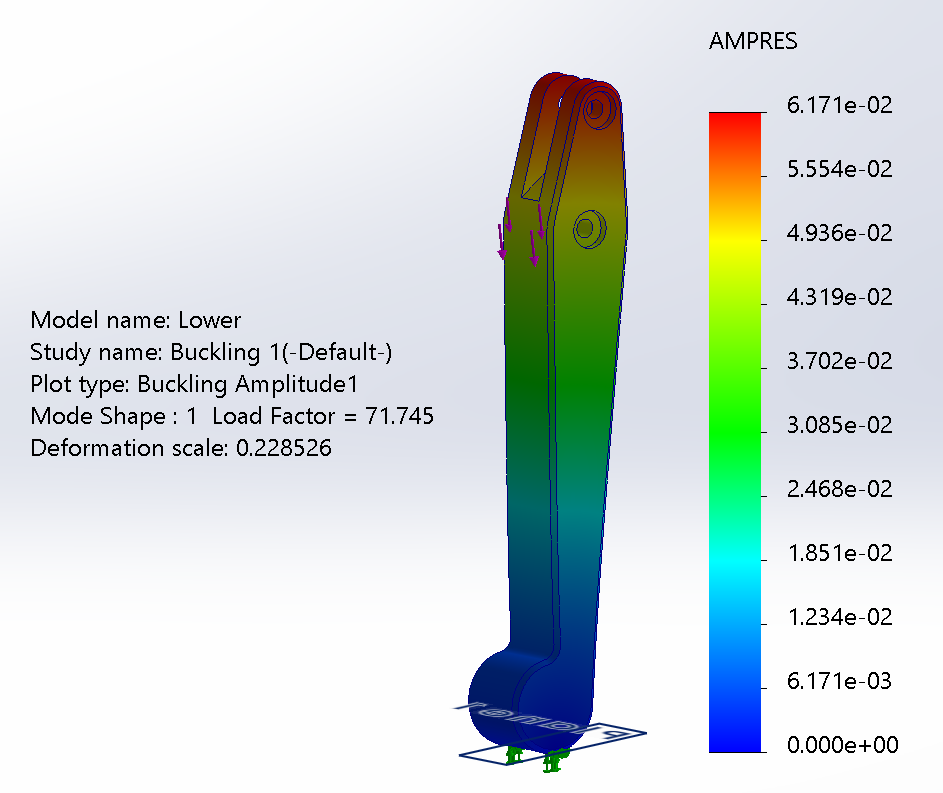 AMPRES
6.171e-02
5.554e-02
4.936e-02
4.319e-02
3.702e-02
3.085e-02
2.468e-02
1.851e-02
1.234e-02
6.171e-03
0.000e+00
Model name: Lower
Study name: Buckling 1(-Default-)
Plot type: Buckling Amplitude1
Mode Shape : 1 Load Factor = 71.745
Deformation scale: 0.228526